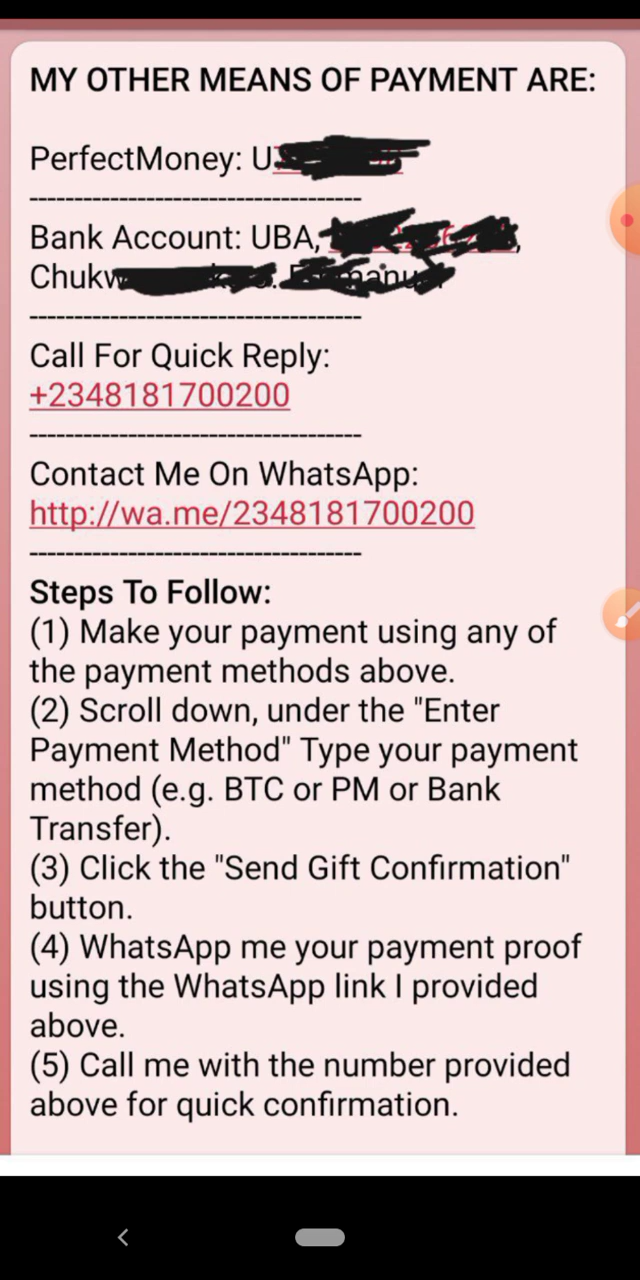 MY OTHER MEANS OF PAYMENT ARE:
PerfectMoney:
----------------------------------
Bank Account: UBA,
----------------------------------
Call For Quick Reply:
+2348181700200
----------------------------------
Contact Me On WhatsApp:
http://wa.me/2348181700200
----------------------------------
Steps To Follow:
(1) Make your payment using any of
the payment methods above.
(2) Scroll down, under the "Enter
Payment Method" Type your payment
method (e.g. BTC or PM or Bank
Transfer).
(3) Click the "Send Gift Confirmation"
button.
(4) WhatsApp me your payment proof
using the WhatsApp link I provided
above.
(5) Call me with the number provided
above for quick confirmation.